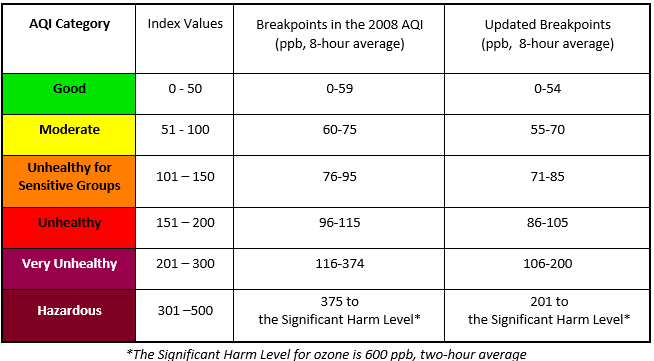 AQI Category Index Values Breakpoints in the 2008 AQI Updated Breakpoints
(ppb, 8-hour average) (ppb,  8-hour average)
Good 0 - 50 0-59 0-54
Moderate 51 - 100 60-75 55-70
Unhealthy for
Sensitive Groups 101 – 150 76-95 71-85
Unhealthy 151 – 200 96-115 86-105
Very Unhealthy 201 – 300 116-374 106-200
Hazardous 301 –500 375 to 201 to
the Significant Harm Level* the Significant Harm Level*
*The Significant Harm Level for ozone is 600 ppb, two-hour average